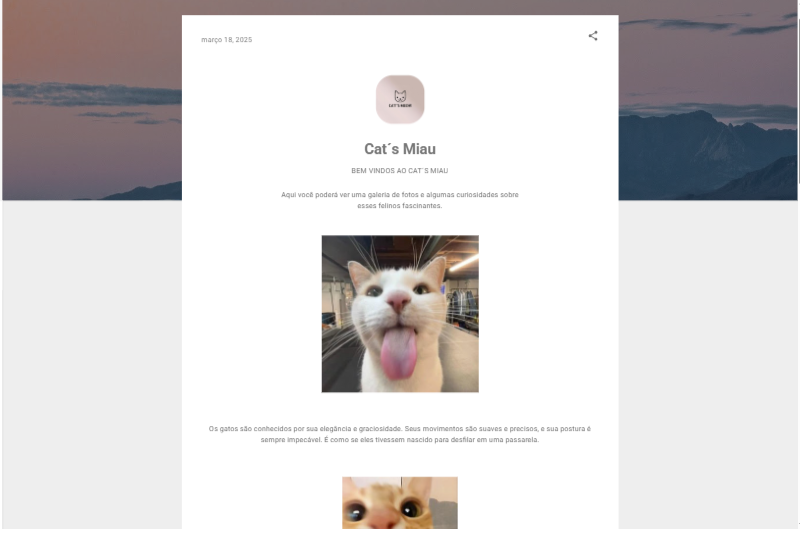 março 18, 2025
CAT'S MEOW
Cat´s Miau
BEM VINDOS AO CAT´S MIAU
Aqui você poderá ver uma galeria de fotos e algumas curiosidades sobre
esses felinos fascinantes.
Os gatos são conhecidos por sua elegância e graciosidade. Seus movimentos são suaves e precisos, e sua postura é
sempre impecável. É como se eles tivessem nascido para desfilar em uma passarela.